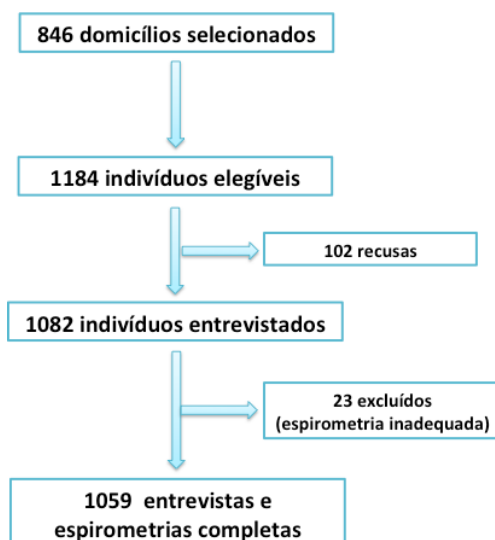 846 domicílios selecionados
1184 indivíduos elegíveis
102 recusas
1082 indivíduos entrevistados
23 excluídos
(espirometria inadequada)
1059 entrevistas e
espirometrias completas